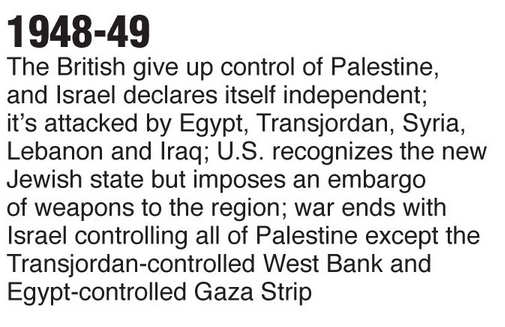 1948-49
The British give up control of Palestine,
and Israel declares itself independent;
it's attacked by Egypt, Transjordan, Syria,
Lebanon and Iraq; U.S. recognizes the new
Jewish state but imposes an embargo
of weapons to the region; war ends with
Israel controlling all of Palestine except the
Transjordan-controlled West Bank and
Egypt-controlled Gaza Strip